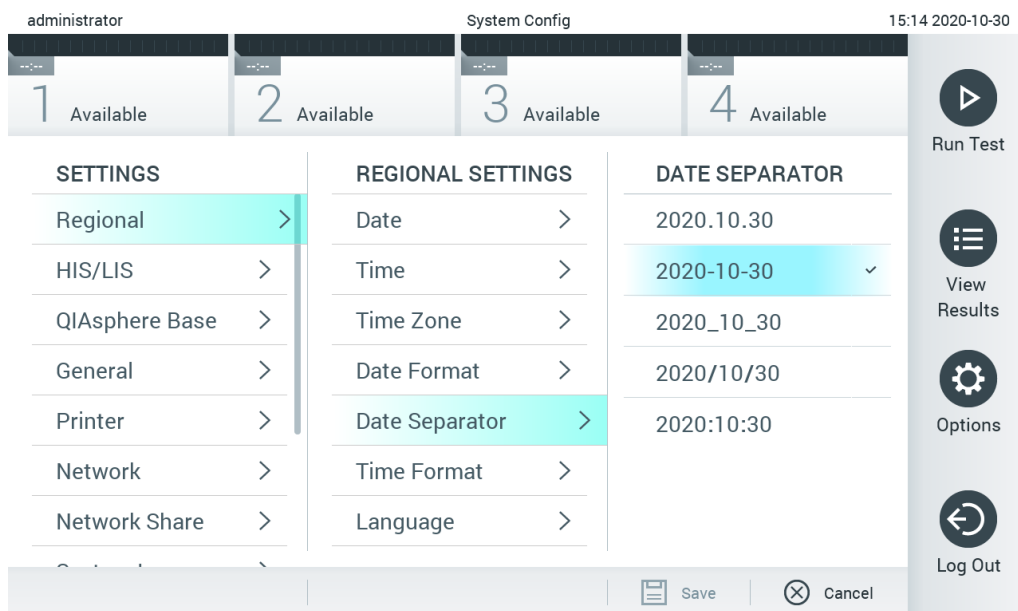 administrator
System Config
15:14 2020-10-30
--:--
--:--
--:--
--:--
1 Available
2 Available
3 Available
4 Available
Run Test
View
Results
Options
Log Out
SETTINGS
Regional
HIS/LIS
QIAsphere Base
General
Printer
Network
Network Share
REGIONAL SETTINGS
Date
Time
Time Zone
Date Format
Date Separator
Time Format
Language
DATE SEPARATOR
2020.10.30
2020-10-30
2020_10_30
2020/10/30
2020:10:30
Save
Cancel